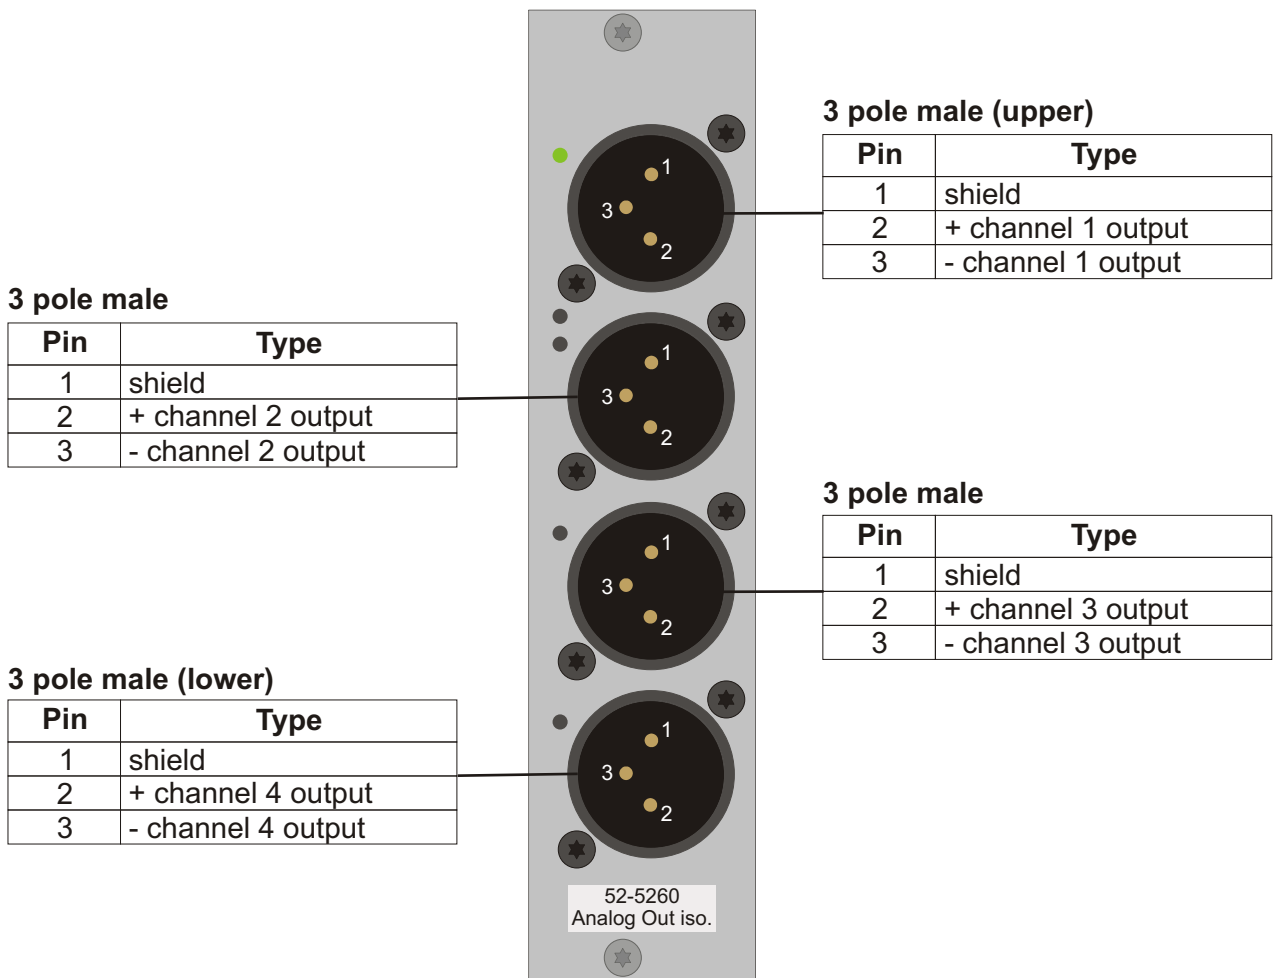 3 pole male (upper)
Pin Type
1 shield
2 + channel 1 output
3 - channel 1 output
1
3
2
3 pole male
Pin Type
1 shield
2 + channel 2 output
3 - channel 2 output
1
3
2
3 pole male
Pin Type
1 shield
2 + channel 3 output
3 - channel 3 output
1
3
2
3 pole male (lower)
Pin Type
1 shield
2 + channel 4 output
3 - channel 4 output
1
3
2
52-5260
Analog Out iso.